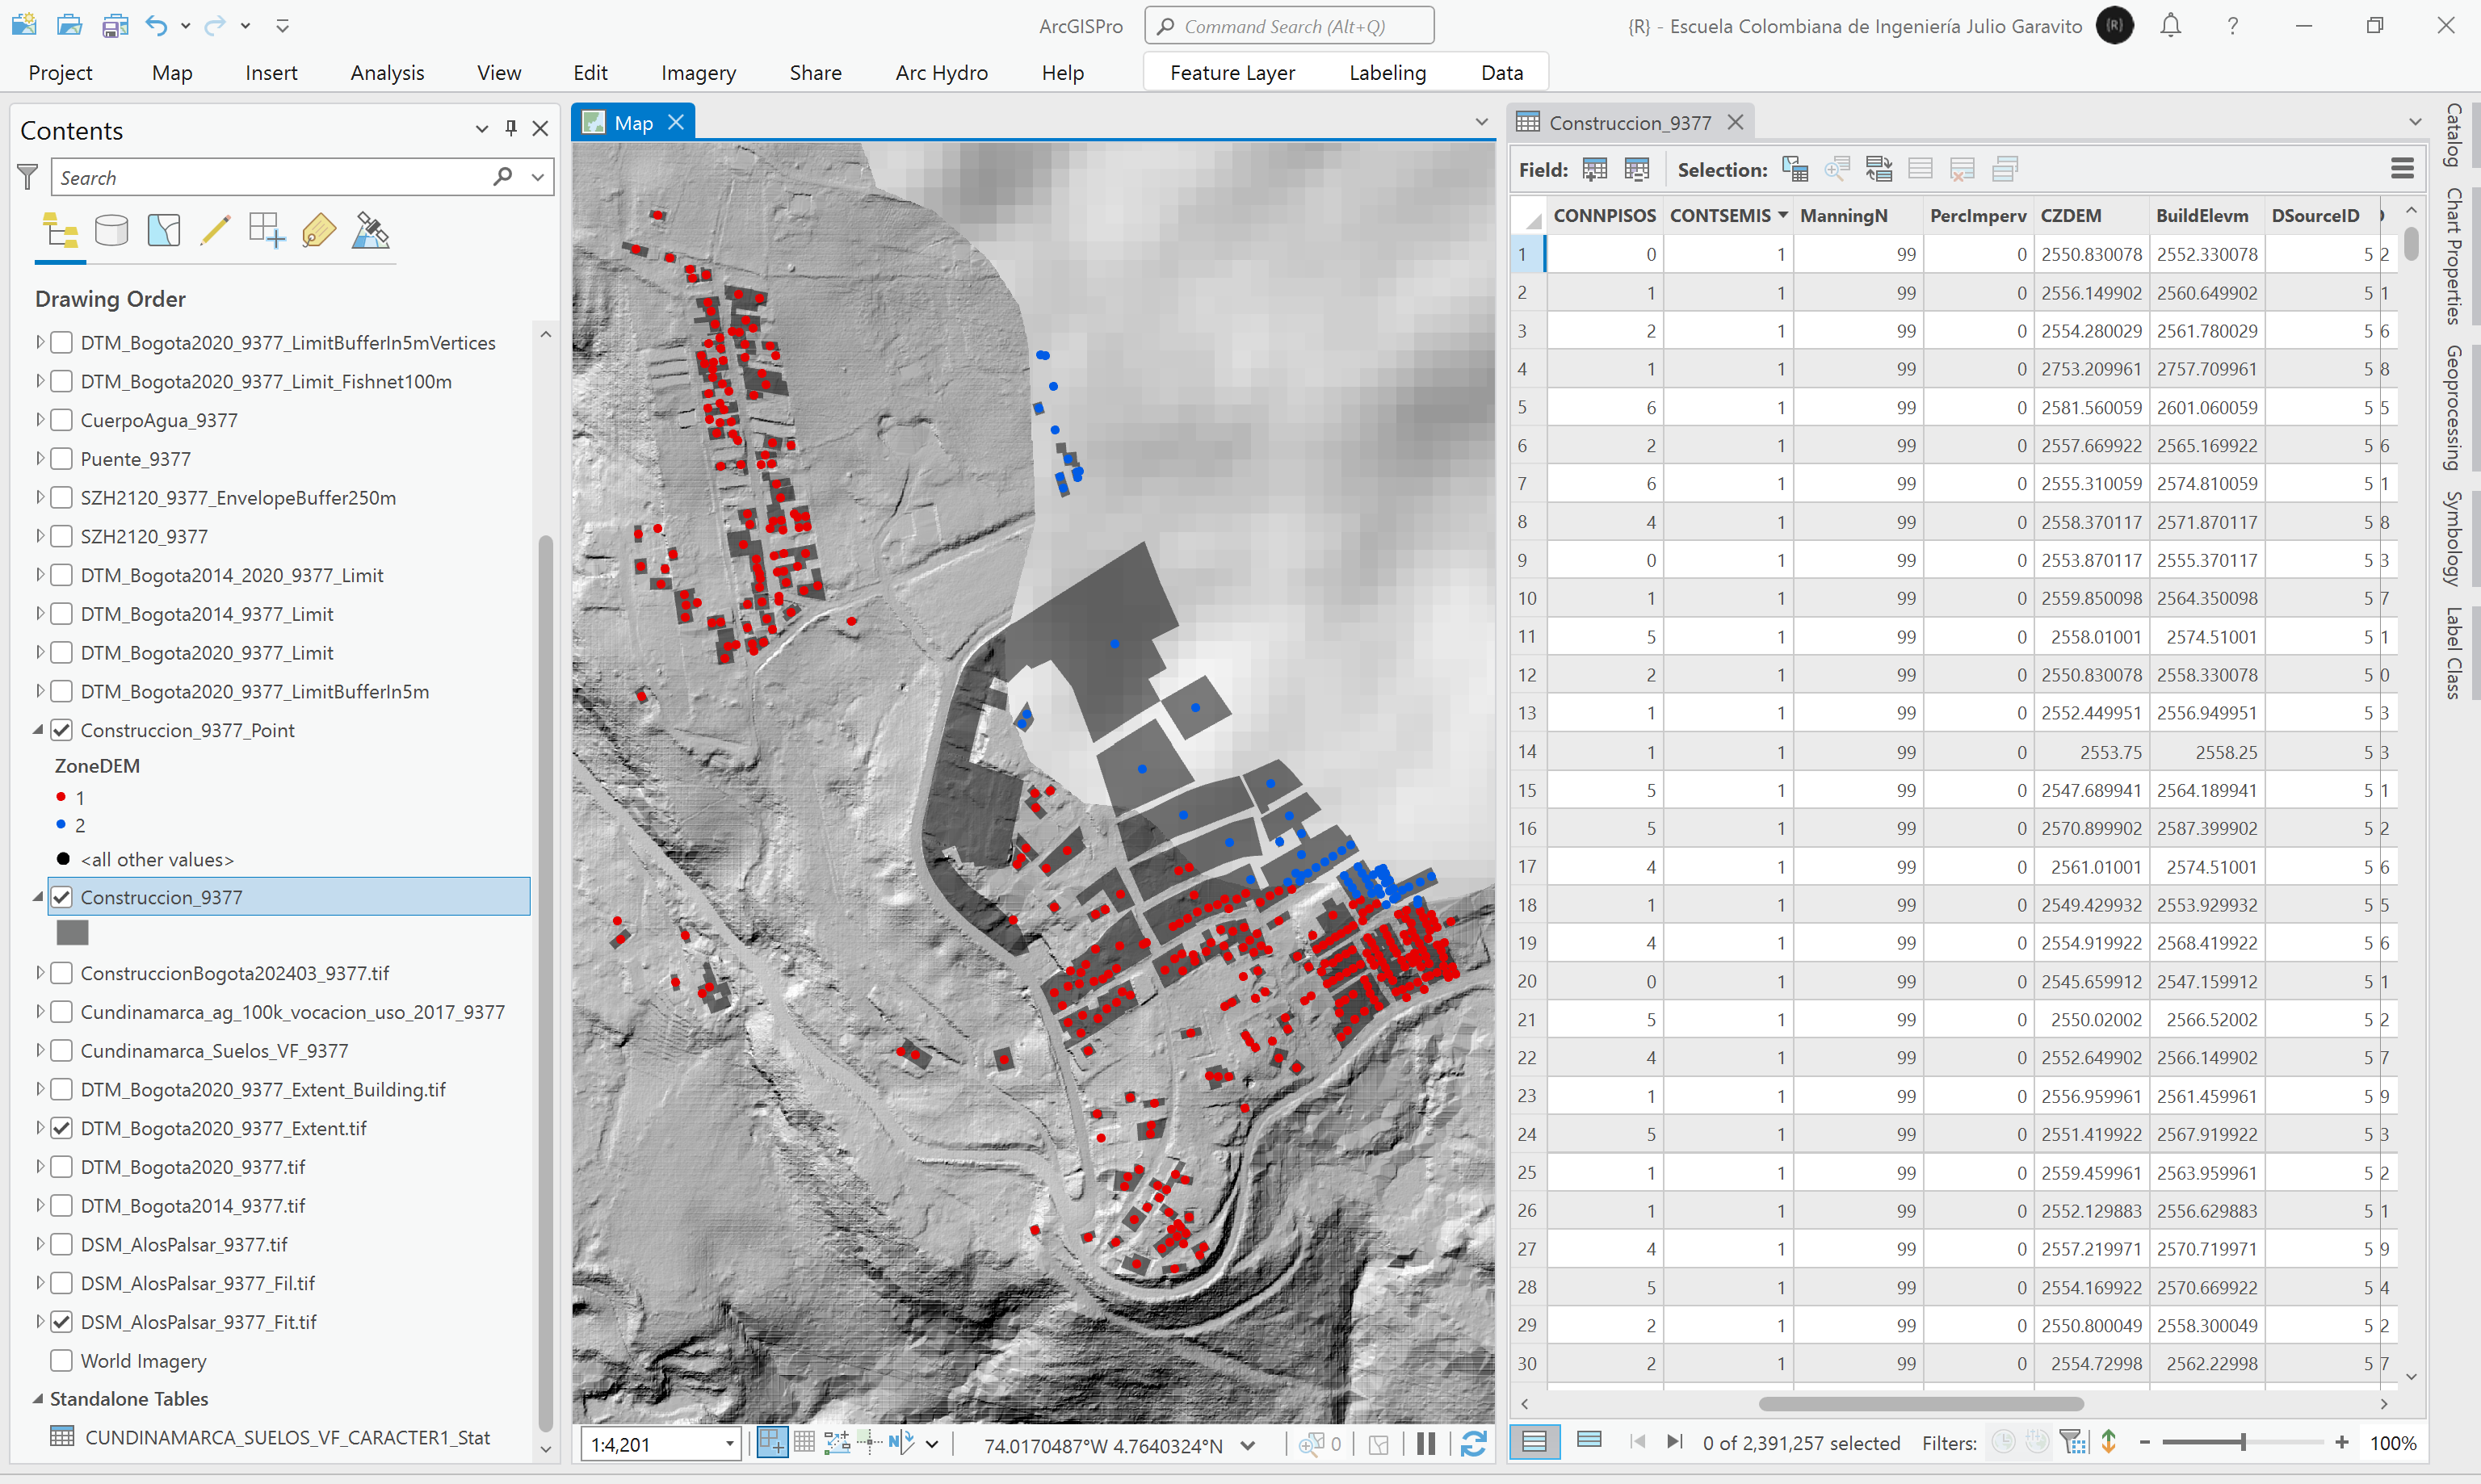 ArcGISPro
Command Search (Alt+Q)
{R} - Escuela Colombiana de Ingeniería Julio Garavito
{R}
?
Project Map Insert Analysis View Edit Imagery Share Arc Hydro Help Feature Layer Labeling Data
Contents
Search
Drawing Order
DTM_Bogota2020_9377_LimitBufferIn5mVertices
DTM_Bogota2020_9377_Limit_Fishnet100m
CuerpoAgua_9377
Puente_9377
SZH2120_9377_EnvelopeBuffer250m
SZH2120_9377
DTM_Bogota2014_2020_9377_Limit
DTM_Bogota2014_9377_Limit
DTM_Bogota2020_9377_Limit
DTM_Bogota2020_9377_LimitBufferIn5m
Construccion_9377_Point
ZoneDEM
1
2
<all other values>
Construccion_9377
ConstruccionBogota202403_9377.tif
Cundinamarca_ag_100k_vocacion_uso_2017_9377
Cundinamarca_Suelos_VF_9377
DTM_Bogota2020_9377_Extent_Building.tif
DTM_Bogota2020_9377_Extent.tif
DTM_Bogota2020_9377.tif
DTM_Bogota2014_9377.tif
DSM_AlosPalsar_9377.tif
DSM_AlosPalsar_9377_Fil.tif
DSM_AlosPalsar_9377_Fit.tif
World Imagery
Standalone Tables
CUNDINAMARCA_SUELOS_VF_CARACTER1_Stat
Map
1:4,201
N
74.0170487°W 4.7640324°N
0
Construccion_9377
Field: Selection:
CONNPISOS CONTSEMIS ManningN PercImperv CZDEM BuildElevm DSourceID
1 0 1 99 0 2550.830078 2552.330078 5 2
2 1 1 99 0 2556.149902 2560.649902 5 1
3 2 1 99 0 2554.280029 2561.780029 5 6
4 1 1 99 0 2753.209961 2757.709961 5 8
5 6 1 99 0 2581.560059 2601.060059 5 5
6 2 1 99 0 2557.669922 2565.169922 5 6
7 6 1 99 0 2555.310059 2574.810059 5 1
8 4 1 99 0 2558.370117 2571.870117 5 8
9 0 1 99 0 2553.870117 2555.370117 5 3
10 1 1 99 0 2559.850098 2564.350098 5 7
11 5 1 99 0 2558.01001 2574.51001 5 1
12 2 1 99 0 2550.830078 2558.330078 5 0
13 1 1 99 0 2552.449951 2556.949951 5 3
14 1 1 99 0 2553.75 2558.25 5 3
15 5 1 99 0 2547.689941 2564.189941 5 1
16 5 1 99 0 2570.899902 2587.399902 5 2
17 4 1 99 0 2561.01001 2574.51001 5 6
18 1 1 99 0 2549.429932 2553.929932 5 5
19 4 1 99 0 2554.919922 2568.419922 5 6
20 0 1 99 0 2545.659912 2547.159912 5 1
21 5 1 99 0 2550.02002 2566.52002 5 2
22 4 1 99 0 2552.649902 2566.149902 5 7
23 1 1 99 0 2556.959961 2561.459961 5 9
24 5 1 99 0 2551.419922 2567.919922 5 3
25 1 1 99 0 2559.459961 2563.959961 5 2
26 1 1 99 0 2552.129883 2556.629883 5 1
27 4 1 99 0 2557.219971 2570.719971 5 9
28 5 1 99 0 2554.169922 2570.669922 5 4
29 2 1 99 0 2550.800049 2558.300049 5 2
30 2 1 99 0 2554.72998 2562.22998 5 7
0 of 2,391,257 selected Filters: 100%
Catalog
Chart Properties
Geoprocessing
Symbology
Label Class